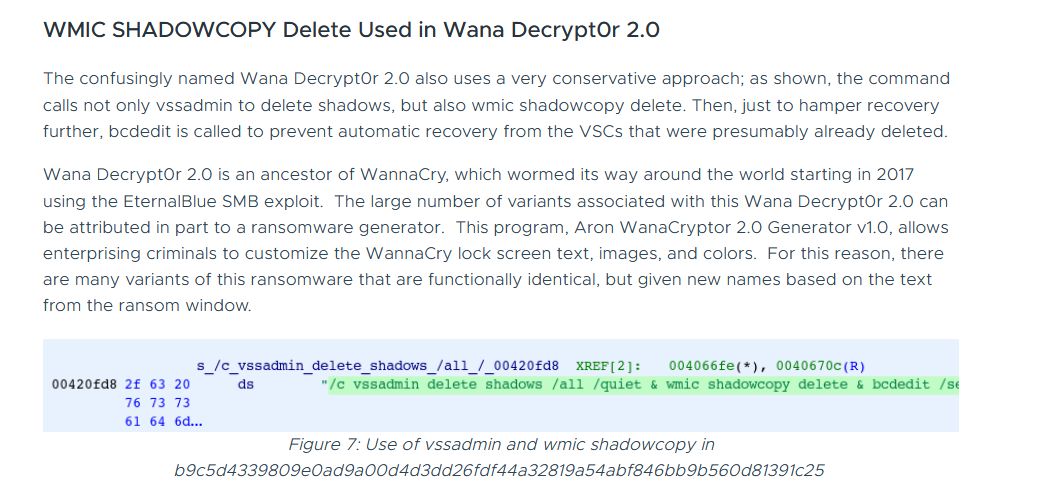 WMIC SHADOWCOPY Delete Used in Wana Decrypt0r 2.0
The confusingly named Wana Decrypt0r 2.0 also uses a very conservative approach; as shown, the command
calls not only vssadmin to delete shadows, but also wmic shadowcopy delete. Then, just to hamper recovery
further, bcdedit is called to prevent automatic recovery from the VSCs that were presumably already deleted.
Wana Decrypt0r 2.0 is an ancestor of WannaCry, which wormed its way around the world starting in 2017
using the EternalBlue SMB exploit. The large number of variants associated with this Wana Decrypt0r 2.0 can
be attributed in part to a ransomware generator. This program, Aron WanaCryptor 2.0 Generator v1.0, allows
enterprising criminals to customize the WannaCry lock screen text, images, and colors. For this reason, there
are many variants of this ransomware that are functionally identical, but given new names based on the text
from the ransom window.
s_/c_vssadmin_delete_shadows_/all_/_00420fd8 XREF[2]: 004066fe(*), 0040670c(R)
00420fd8 2f 63 20 ds "/c vssadmin delete shadows /all /quiet & wmic shadowcopy delete & bcdedit /se
76 73 73
61 64 6d...
Figure 7: Use of vssadmin and wmic shadowcopy in
b9c5d4339809e0ad9a00d4d3dd26fdf44a32819a54abf846bb9b560d81391c25